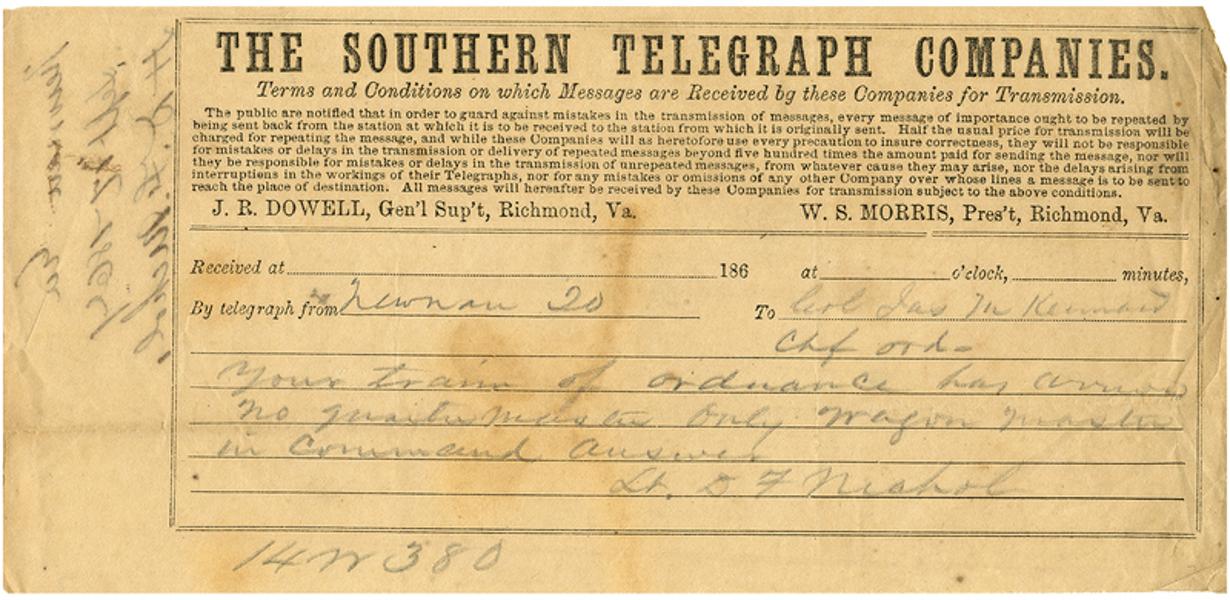 THE SOUTHERN TELEGRAPH COMPANIES.
Terms and Conditions on which Messages are Received by these Companies for Transmission.
The public are notified that in order to guard against mistakes in the transmission of messages, every message of importance ought to be repeated by
being sent back from the station at which it is to be received to the station from which it is originally sent. Half the usual price for transmission will be
charged for repeating the message, and while these Companies will as heretofore use every precaution to insure correctness, they will not be responsible
for mistakes or delays in the transmission or delivery of repeated messages beyond five hundred times the amount paid for sending the message, nor will
they be responsible for mistakes or delays in the transmission of unrepeated messages, from whatever cause they may arise, nor the delays arising from
interruptions in the workings of their Telegraphs, nor for any mistakes or omissions of any other Company over whose lines a message is to be sent to
reach the place of destination. All messages will hereafter be received by these Companies for transmission subject to the above conditions.
J. R. DOWELL, Gen'l Sup't, Richmond, Va. W. S. MORRIS, Pres't, Richmond, Va.
Received at 186 at o'clock, minutes,
By telegraph from Newnan 20 To Col Jas M Kennard
Chf ord-
Your train of ordnance has arrived
No quarter master Only Wagon Master
in Command Answer
Lt. D F Nichol
14 W 380